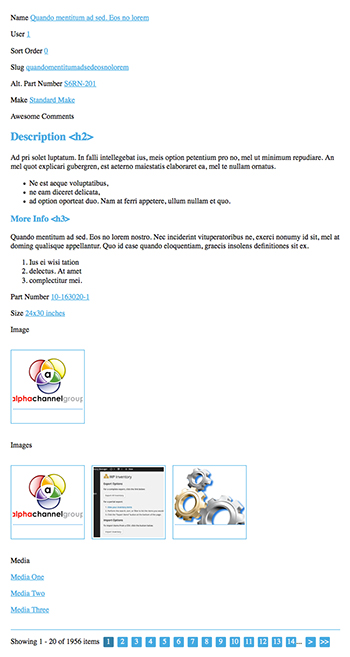 Name Quando mentitum ad sed. Eos no lorem
User 1
Sort Order 0
Slug quandomentitumadsedeosnolorem
Alt. Part Number S6RN-201
Make Standard Make
Awesome Comments
Description <h2>
Ad pri solet luptatum. In falli intellegebat ius, meis option petentium pro no, mel ut minimum repudiare. An
mel quot explicari gubergren, est aeterno maiestatis elaboraret ea, mel te nullam ornatus.
• Ne est aeque voluptatibus,
• ne eam diceret delicata,
• ad option oporteat duo. Nam at ferri appetere, ullum nullam et quo.
More Info <h3>
Quando mentitum ad sed. Eos no lorem nostro. Nec inciderint vituperatoribus ne, exerci nonumy id sit, mel at
doming qualisque appellantur. Quo id case quando eloquentiam, graecis insolens definitiones sit ex.
1. Ius ei wisi tation
2. delectus. At amet
3. complectitur mei.
Part Number 10-163020-1
Size 24x30 inches
Image
a
alphachannelgroup
Images
a
alphachannelgroup
WP Inventory
Export Options
Import Options
Media
Media One
Media Two
Media Three
Showing 1 - 20 of 1956 items 1 2 3 4 5 6 7 8 9 10 11 12 13 14... > >>